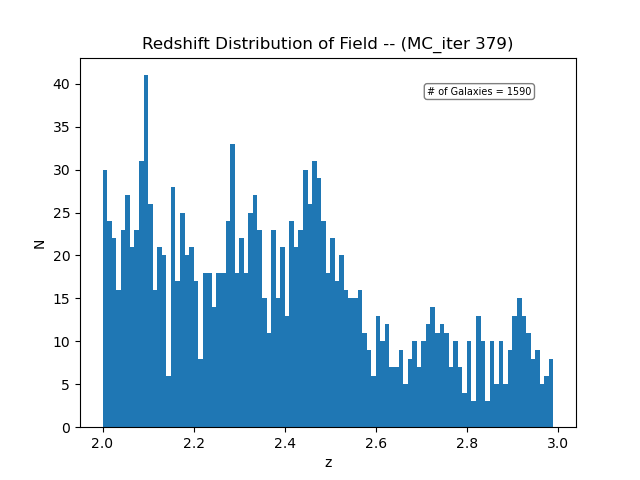 Redshift Distribution of Field -- (MC_iter 379)
# of Galaxies = 1590
40
35
30
25
20
15
10
5
0
N
2.0 2.2 2.4 2.6 2.8 3.0
z